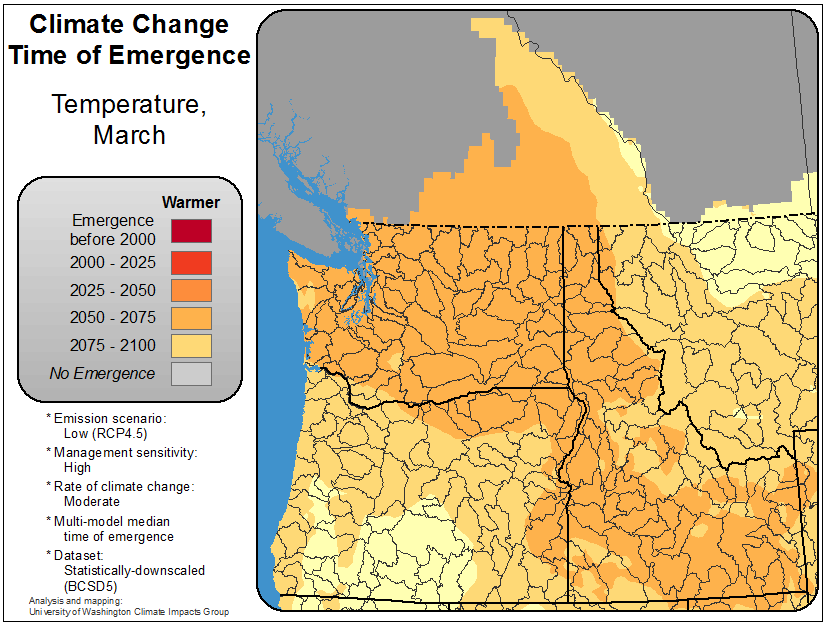 Climate Change
Time of Emergence
Temperature,
March
Warmer
Emergence
before 2000
2000 - 2025
2025 - 2050
2050 - 2075
2075 - 2100
No Emergence
* Emission scenario:
Low (RCP4.5)
* Management sensitivity:
High
* Rate of climate change:
Moderate
* Multi-model median
time of emergence
* Dataset:
Statistically-downscaled
(BCSD5)
Analysis and mapping:
University of Washington Climate Impacts Group